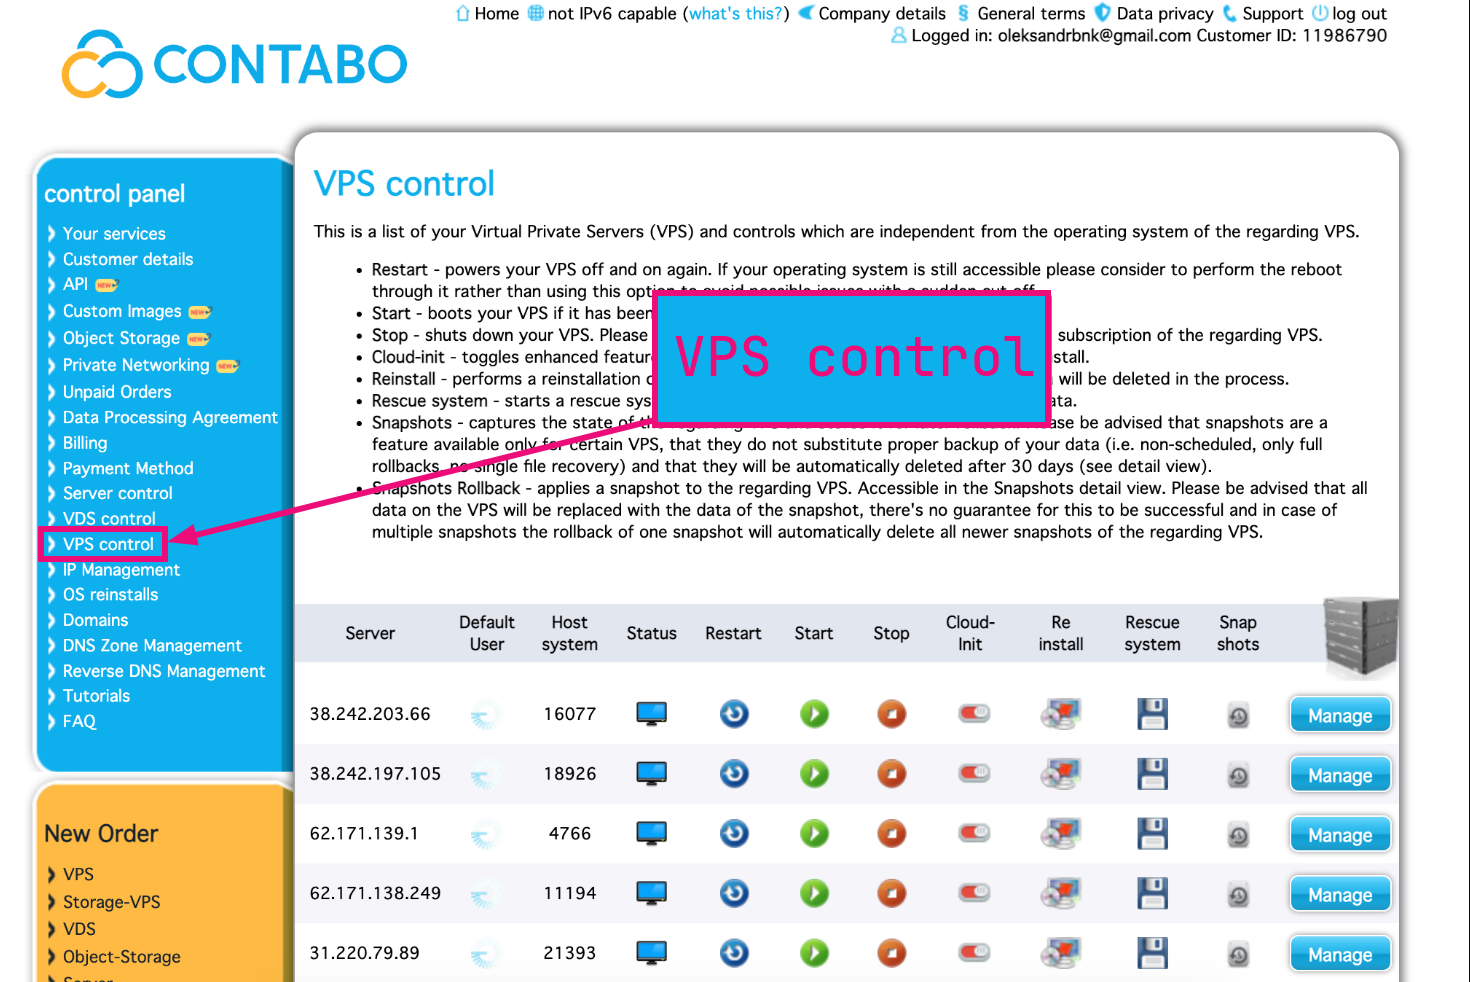 Home not IPv6 capable (what's this?) Company details § General terms Data privacy Support log out
Logged in: oleksandrbnk@gmail.com Customer ID: 11986790
CONTABO
control panel
Your services
Customer details
API NEW
Custom Images NEW
Object Storage NEW
Private Networking NEW
Unpaid Orders
Data Processing Agreement
Billing
Payment Method
Server control
VDS control
VPS control
IP Management
OS reinstalls
Domains
DNS Zone Management
Reverse DNS Management
Tutorials
FAQ
New Order
VPS
Storage-VPS
VDS
Object-Storage
Server
VPS control
This is a list of your Virtual Private Servers (VPS) and controls which are independent from the operating system of the regarding VPS.
• Restart - powers your VPS off and on again. If your operating system is still accessible please consider to perform the reboot
through it rather than using this option to avoid possible issues with a sudden cut off.
• Start - boots your VPS if it has been
• Stop - shuts down your VPS. Please subscription of the regarding VPS.
• Cloud-init - toggles enhanced featur stall.
• Reinstall - performs a reinstallation will be deleted in the process.
• Rescue system - starts a rescue sys ata.
• Snapshots - captures the state of ase be advised that snapshots are a
feature available only for certain VPS, that they do not substitute proper backup of your data (i.e. non-scheduled, only full
rollbacks, no single file recovery) and that they will be automatically deleted after 30 days (see detail view).
• Snapshots Rollback - applies a snapshot to the regarding VPS. Accessible in the Snapshots detail view. Please be advised that all
data on the VPS will be replaced with the data of the snapshot, there's no guarantee for this to be successful and in case of
multiple snapshots the rollback of one snapshot will automatically delete all newer snapshots of the regarding VPS.
VPS control
Server Default User Host system Status Restart Start Stop Cloud-Init Re install Rescue system Snap shots
38.242.203.66 16077 Manage
38.242.197.105 18926 Manage
62.171.139.1 4766 Manage
62.171.138.249 11194 Manage
31.220.79.89 21393 Manage